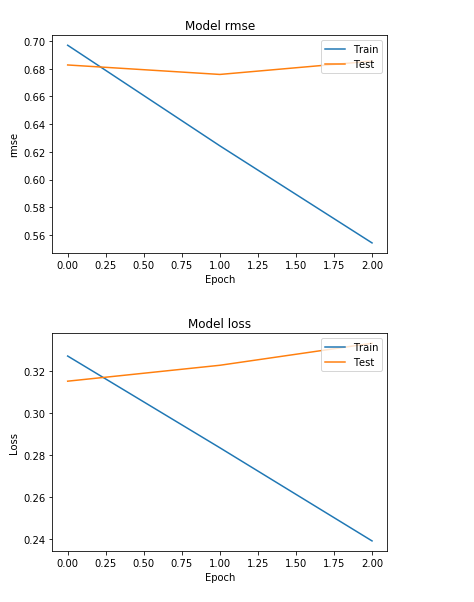 Model rmse
0.70
0.68
0.66
0.64
0.62
0.60
0.58
0.56
rmse
Train
Test
0.00 0.25 0.50 0.75 1.00 1.25 1.50 1.75 2.00
Epoch
Model loss
0.32
0.30
0.28
0.26
0.24
Loss
Train
Test
0.00 0.25 0.50 0.75 1.00 1.25 1.50 1.75 2.00
Epoch